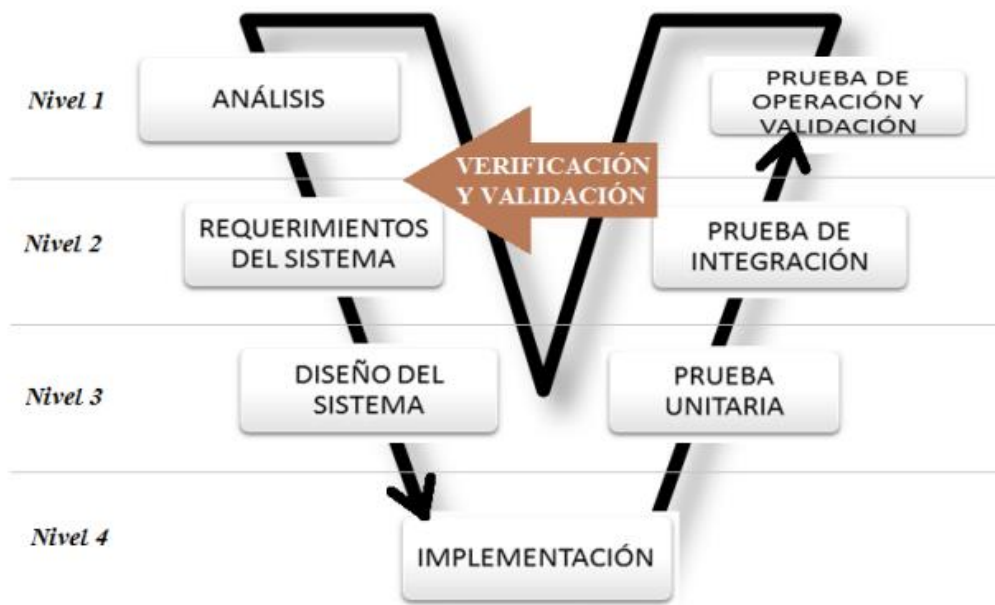 Nivel 1
ANÁLISIS
PRUEBA DE
OPERACIÓN Y
VALIDACIÓN
VERIFICACIÓN
Y VALIDACIÓN
Nivel 2
REQUERIMIENTOS
DEL SISTEMA
PRUEBA DE
INTEGRACIÓN
Nivel 3
DISEÑO DEL
SISTEMA
PRUEBA
UNITARIA
Nivel 4
IMPLEMENTACIÓN